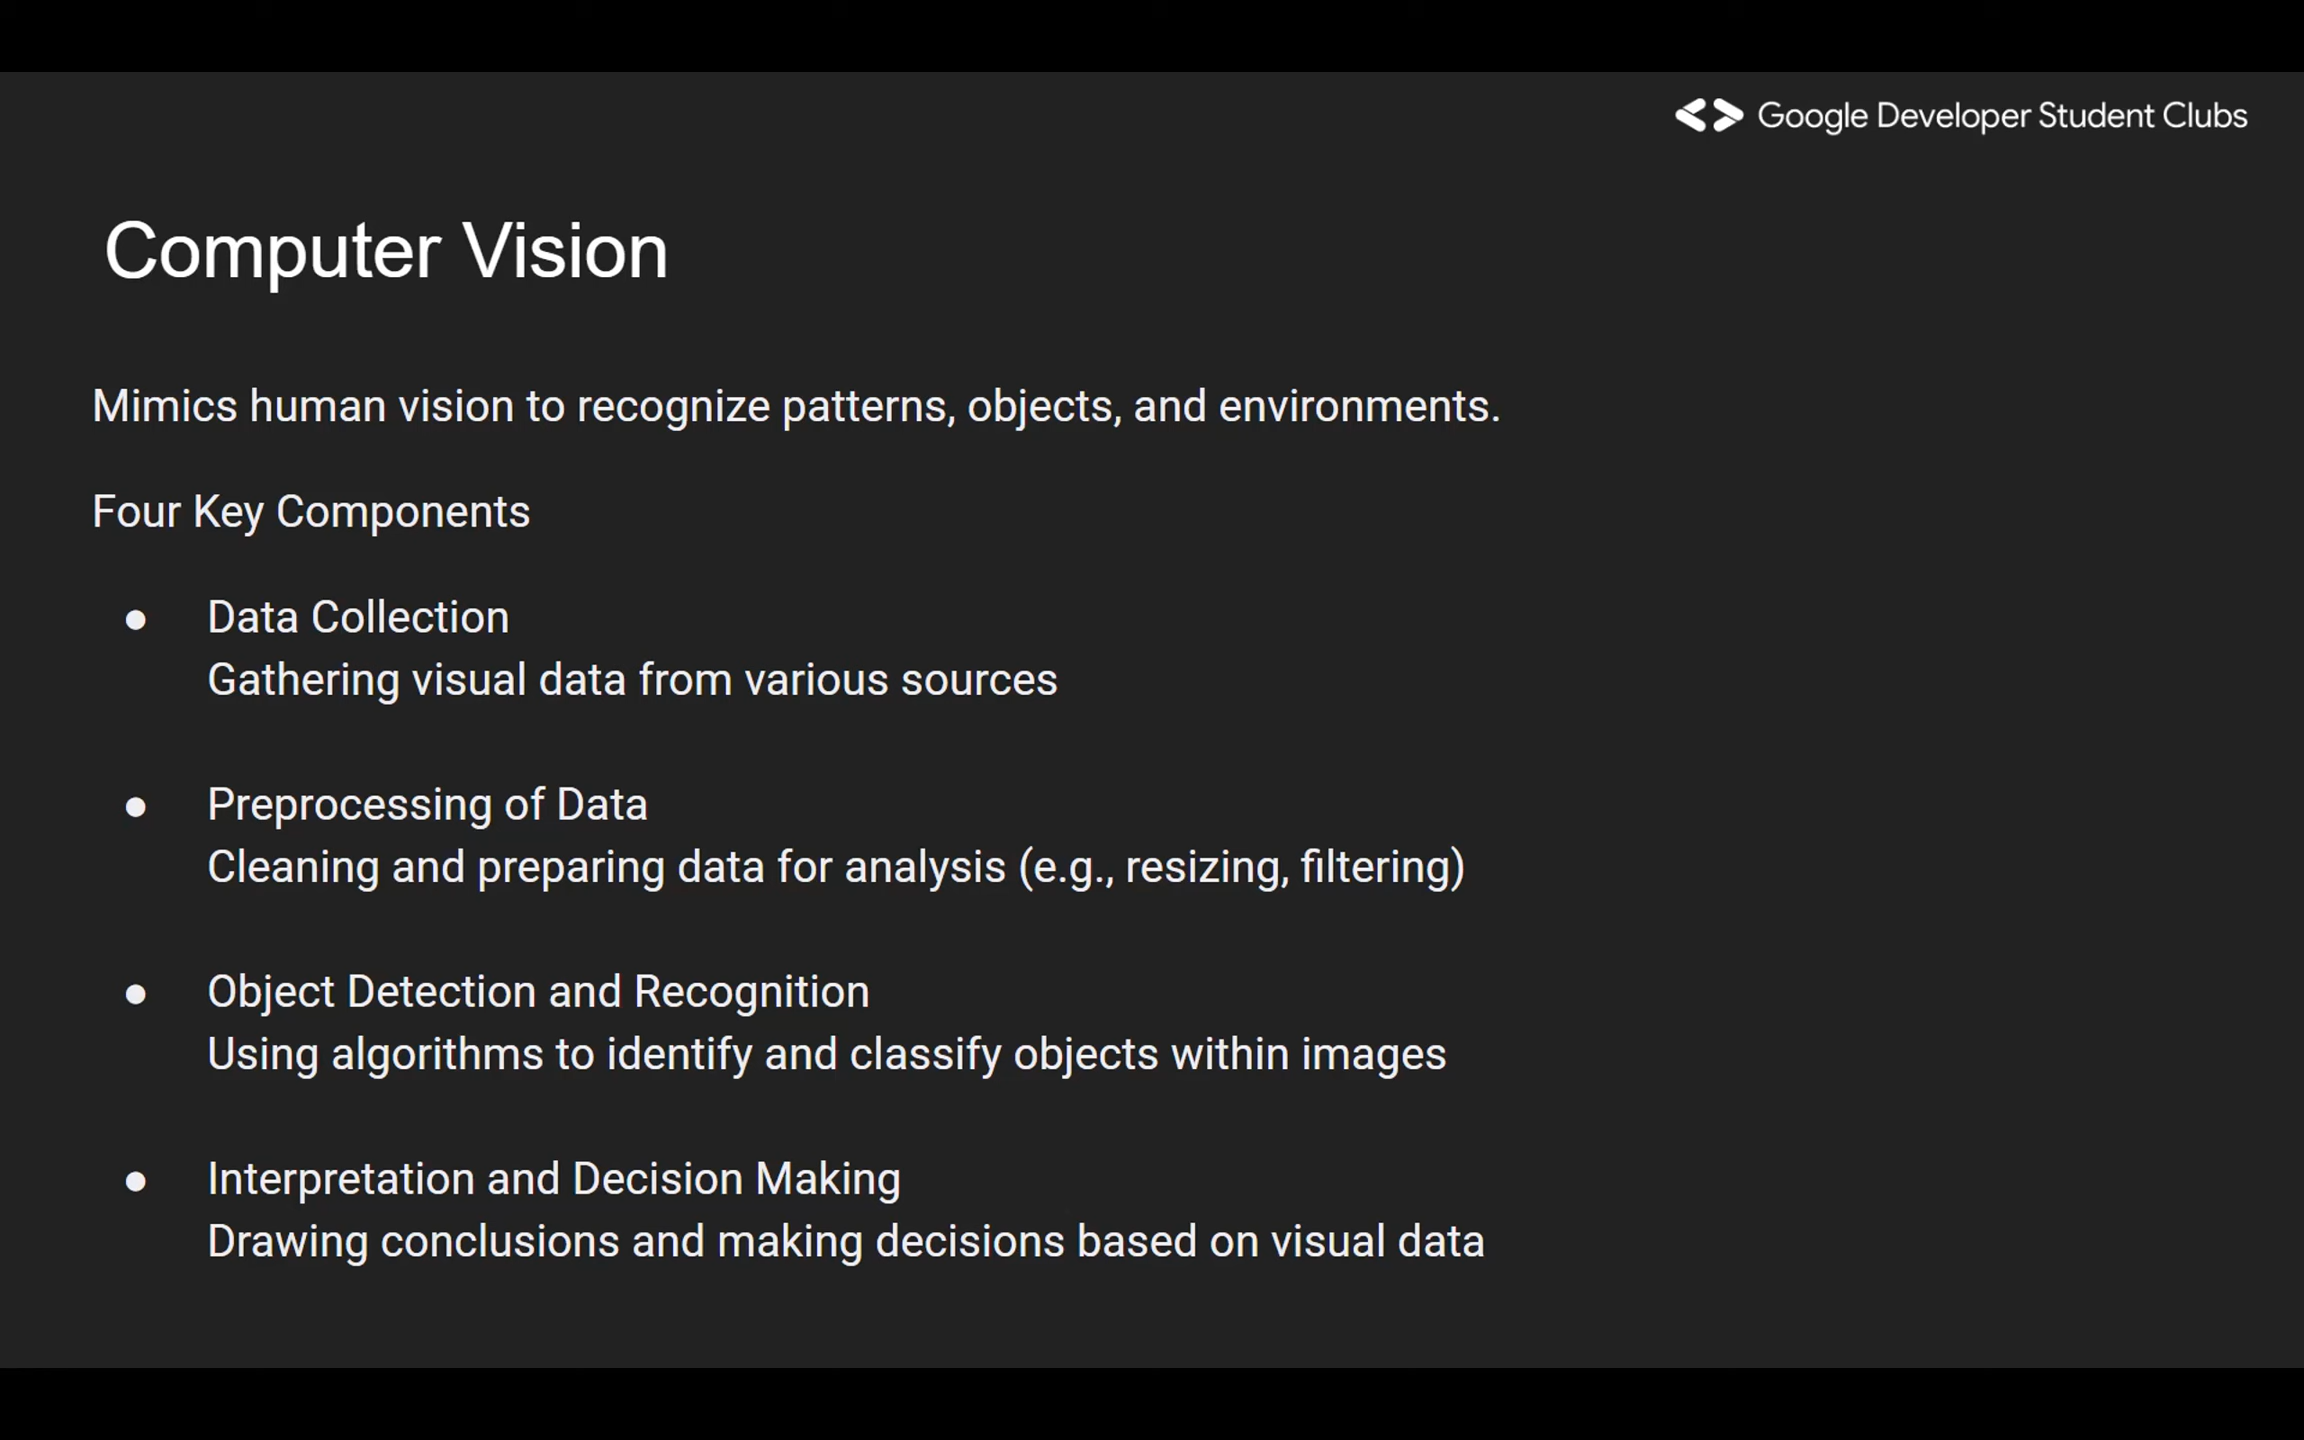 Google Developer Student Clubs
Computer Vision
Mimics human vision to recognize patterns, objects, and environments.
Four Key Components
● Data Collection
Gathering visual data from various sources
● Preprocessing of Data
Cleaning and preparing data for analysis (e.g., resizing, filtering)
● Object Detection and Recognition
Using algorithms to identify and classify objects within images
● Interpretation and Decision Making
Drawing conclusions and making decisions based on visual data